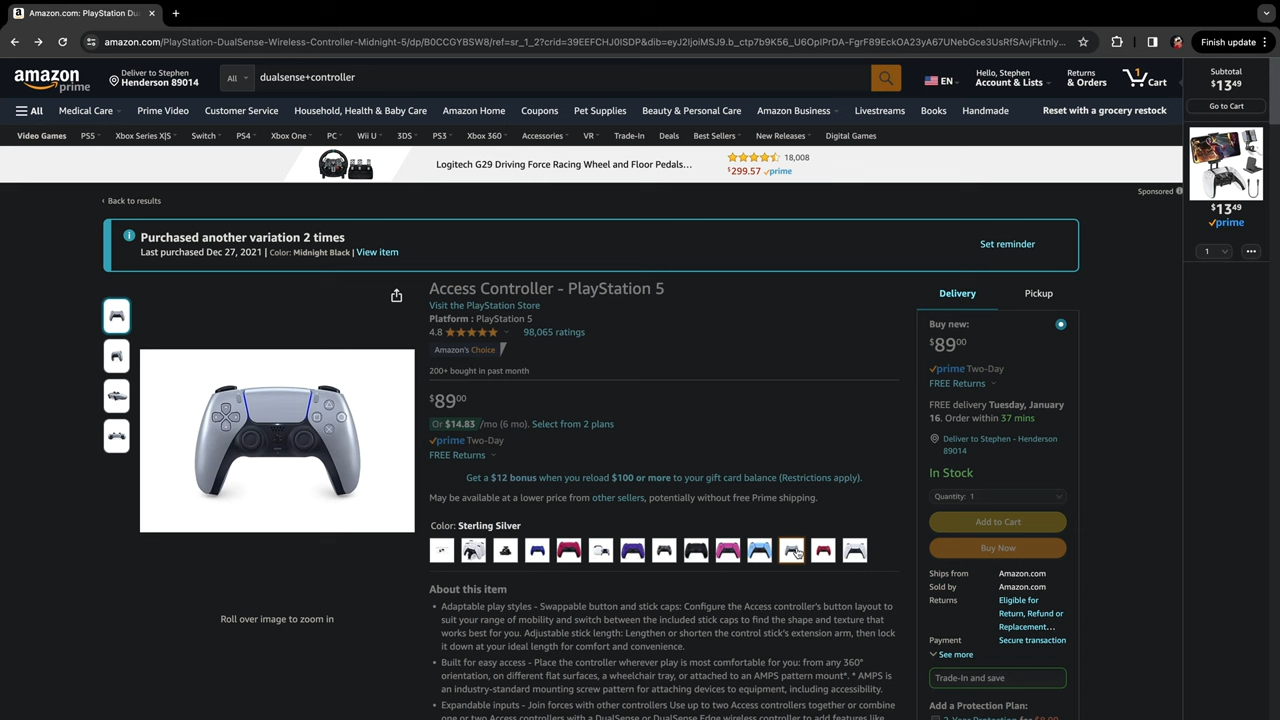 Amazon.com: PlayStation Du
Finish update
amazon.com/PlayStation-DualSense-Wireless-Controller-Midnight-5/dp/B0CCGYBSW8/ref=sr_1_2?crid=39EEFCHJ0ISDP&dib=eyJ2IjoiMSJ9.b_ctp7b9K56_U6OpIPrDA-FgrF89EckOA23yA67UNebGce3UsRfSAvjFktnly...
amazon
prime
Deliver to Stephen
Henderson 89014
All
dualsense+controller
EN
Hello, Stephen
Account & Lists
Returns
& Orders
1
Cart
All
Medical Care
Prime Video
Customer Service
Household, Health & Baby Care
Amazon Home
Coupons
Pet Supplies
Beauty & Personal Care
Amazon Business
Livestreams
Books
Handmade
Reset with a grocery restock
Video Games
PS5
Xbox Series X|S
Switch
PS4
Xbox One
PC
Wii U
3DS
PS3
Xbox 360
Accessories
VR
Trade-In
Deals
Best Sellers
New Releases
Digital Games
Logitech G29 Driving Force Racing Wheel and Floor Pedals...
18,008
$299.57 prime
Sponsored
Subtotal
$13.49
Go to Cart
$13.49
prime
1
‹ Back to results
Purchased another variation 2 times
Last purchased Dec 27, 2021 | Color: Midnight Black | View item
Set reminder
Access Controller - PlayStation 5
Visit the PlayStation Store
Platform : PlayStation 5
4.8
98,065 ratings
Amazon's Choice
200+ bought in past month
$89.00
Or $14.83 /mo (6 mo). Select from 2 plans
prime Two-Day
FREE Returns
Get a $12 bonus when you reload $100 or more to your gift card balance (Restrictions apply).
May be available at a lower price from other sellers, potentially without free Prime shipping.
Color: Sterling Silver
About this item
• Adaptable play styles - Swappable button and stick caps: Configure the Access controller's button layout to
suit your range of mobility and switch between the included stick caps to find the shape and texture that
works best for you. Adjustable stick length: Lengthen or shorten the control stick's extension arm, then lock
it down at your ideal length for comfort and convenience.
• Built for easy access - Place the controller wherever play is most comfortable for you: from any 360°
orientation, on different flat surfaces, a wheelchair tray, or attached to an AMPS pattern mount*. * AMPS is
an industry-standard mounting screw pattern for attaching devices to equipment, including accessibility.
• Expandable inputs - Join forces with other controllers Use up to two Access controllers together or combine
one or two Access controllers with a DualSense or DualSense Edge wireless controller to add features like
Roll over image to zoom in
Delivery
Pickup
Buy new:
$89.00
prime Two-Day
FREE Returns
FREE delivery Tuesday, January
16. Order within 37 mins
Deliver to Stephen - Henderson
89014
In Stock
Quantity: 1
Add to Cart
Buy Now
Ships from Amazon.com
Sold by Amazon.com
Returns Eligible for
Return, Refund or
Replacement...
Payment Secure transaction
See more
Trade-In and save
Add a Protection Plan: